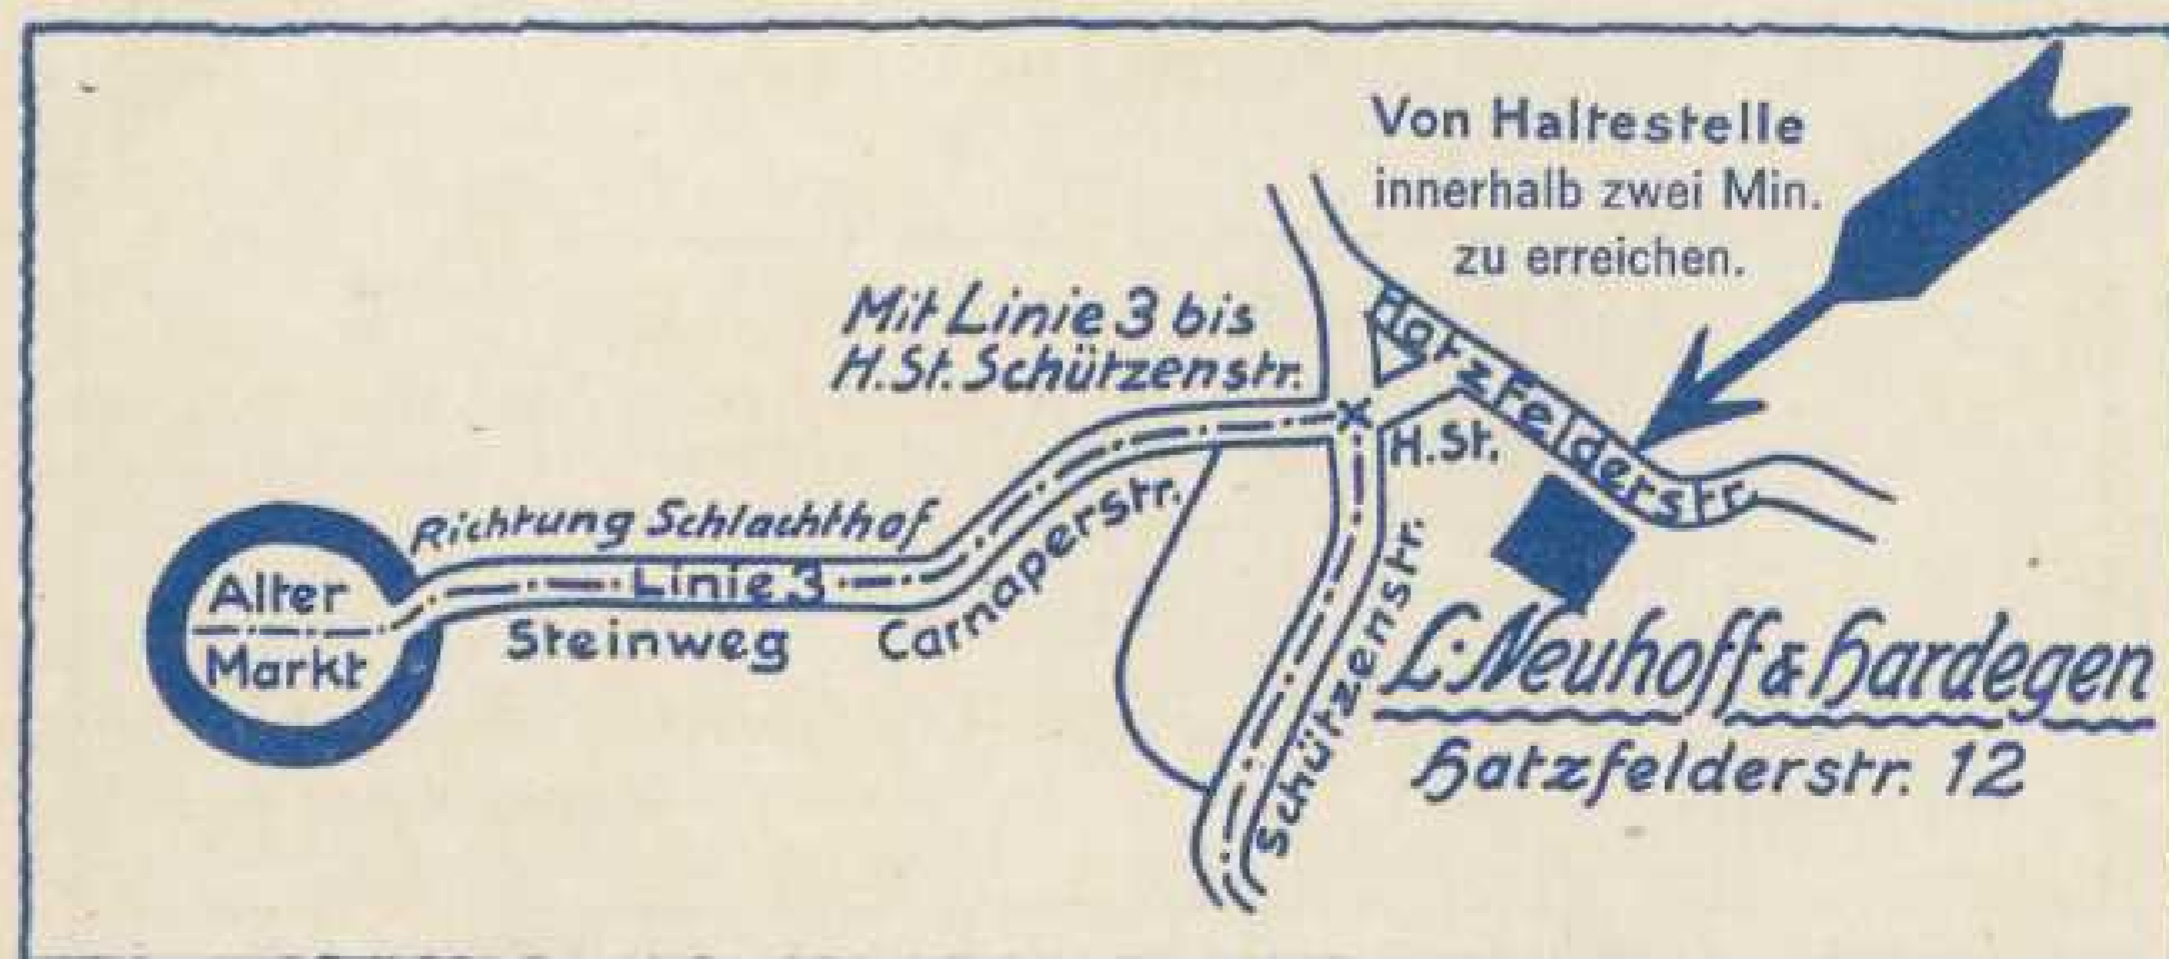 Von Haltestelle
innerhalb zwei Min.
zu erreichen.
Mit Linie 3 bis
H.St. Schützenstr.
Hatzfelderstr.
H.St.
Richtung Schlachthof
Linie 3
Alter
Markt
Steinweg
Carnaperstr.
Schützenstr.
L. Neuhoff & Hardegen
Hatzfelderstr. 12